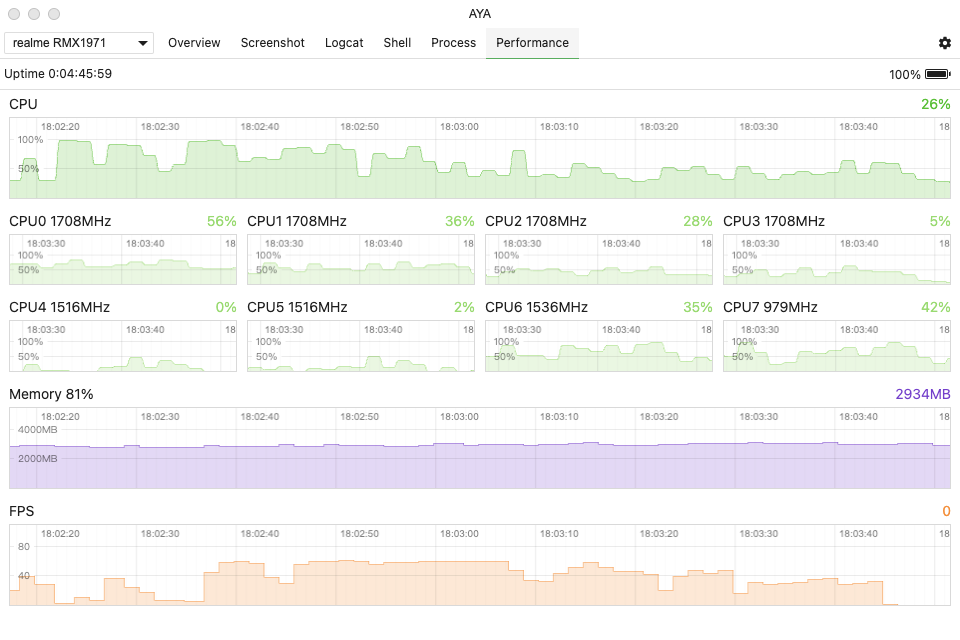 AYA
realme RMX1971 Overview Screenshot Logcat Shell Process Performance
Uptime 0:04:45:59 100%
CPU 26%
18:02:20 18:02:30 18:02:40 18:02:50 18:03:00 18:03:10 18:03:20 18:03:30 18:03:40 18
100%
50%
CPU0 1708MHz 56% CPU1 1708MHz 36% CPU2 1708MHz 28% CPU3 1708MHz 5%
18:03:30 18:03:40 18 18:03:30 18:03:40 18 18:03:30 18:03:40 18 18:03:30 18:03:40 18
100% 100% 100% 100%
50% 50% 50% 50%
CPU4 1516MHz 0% CPU5 1516MHz 2% CPU6 1536MHz 35% CPU7 979MHz 42%
18:03:30 18:03:40 18 18:03:30 18:03:40 18 18:03:30 18:03:40 18 18:03:30 18:03:40 18
100% 100% 100% 100%
50% 50% 50% 50%
Memory 81% 2934MB
18:02:20 18:02:30 18:02:40 18:02:50 18:03:00 18:03:10 18:03:20 18:03:30 18:03:40 18
4000MB
2000MB
FPS 0
18:02:20 18:02:30 18:02:40 18:02:50 18:03:00 18:03:10 18:03:20 18:03:30 18:03:40 18
80
40